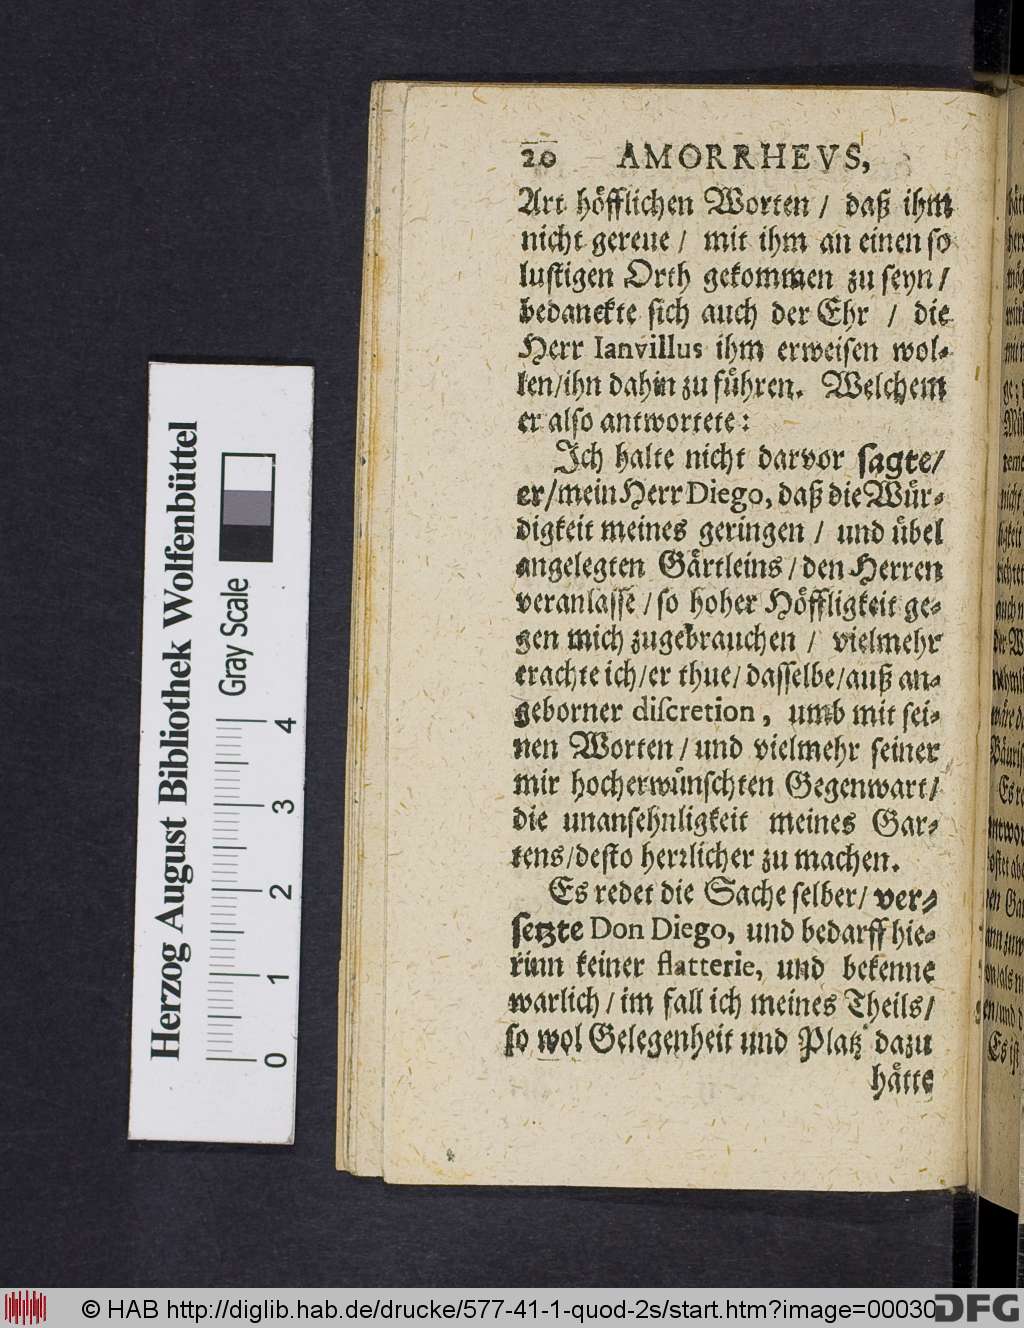 20 AMORRHEVS,
Art höfflichen Worten / daß ihm
nicht gereue / mit ihm an einen so
lustigen Orth gekommen zu seyn /
bedanckte sich auch der Ehr / die
Herr Ianvillus ihm erweisen wol-
len/ihn dahin zu führen. Welchem
er also antwortete:
Ich halte nicht darvor sagte/
er/mein Herr Diego, daß die Wür-
digkeit meines geringen / und übel
angelegten Gärtleins / den Herren
veranlasse / so hoher Höffligkeit ge-
gen mich zugebrauchen / vielmehr
erachte ich/er thue/dasselbe/auß an-
geborner discretion, umb mit sei-
nen Worten / und vielmehr seiner
mir hocherwünschten Gegenwart/
die unansehnligkeit meines Gar-
tens/desto herrlicher zu machen.
Es redet die Sache selber/ ver-
setzte Don Diego, und bedarff hie-
rinn keiner flatterie, und bekenne
warlich / im fall ich meines Theils/
so wol Gelegenheit und Platz dazu
hätte
Herzog August Bibliothek Wolfenbüttel
Gray Scale
0 1 2 3 4
© HAB http://diglib.hab.de/drucke/577-41-1-quod-2s/start.htm?image=00030
DFG